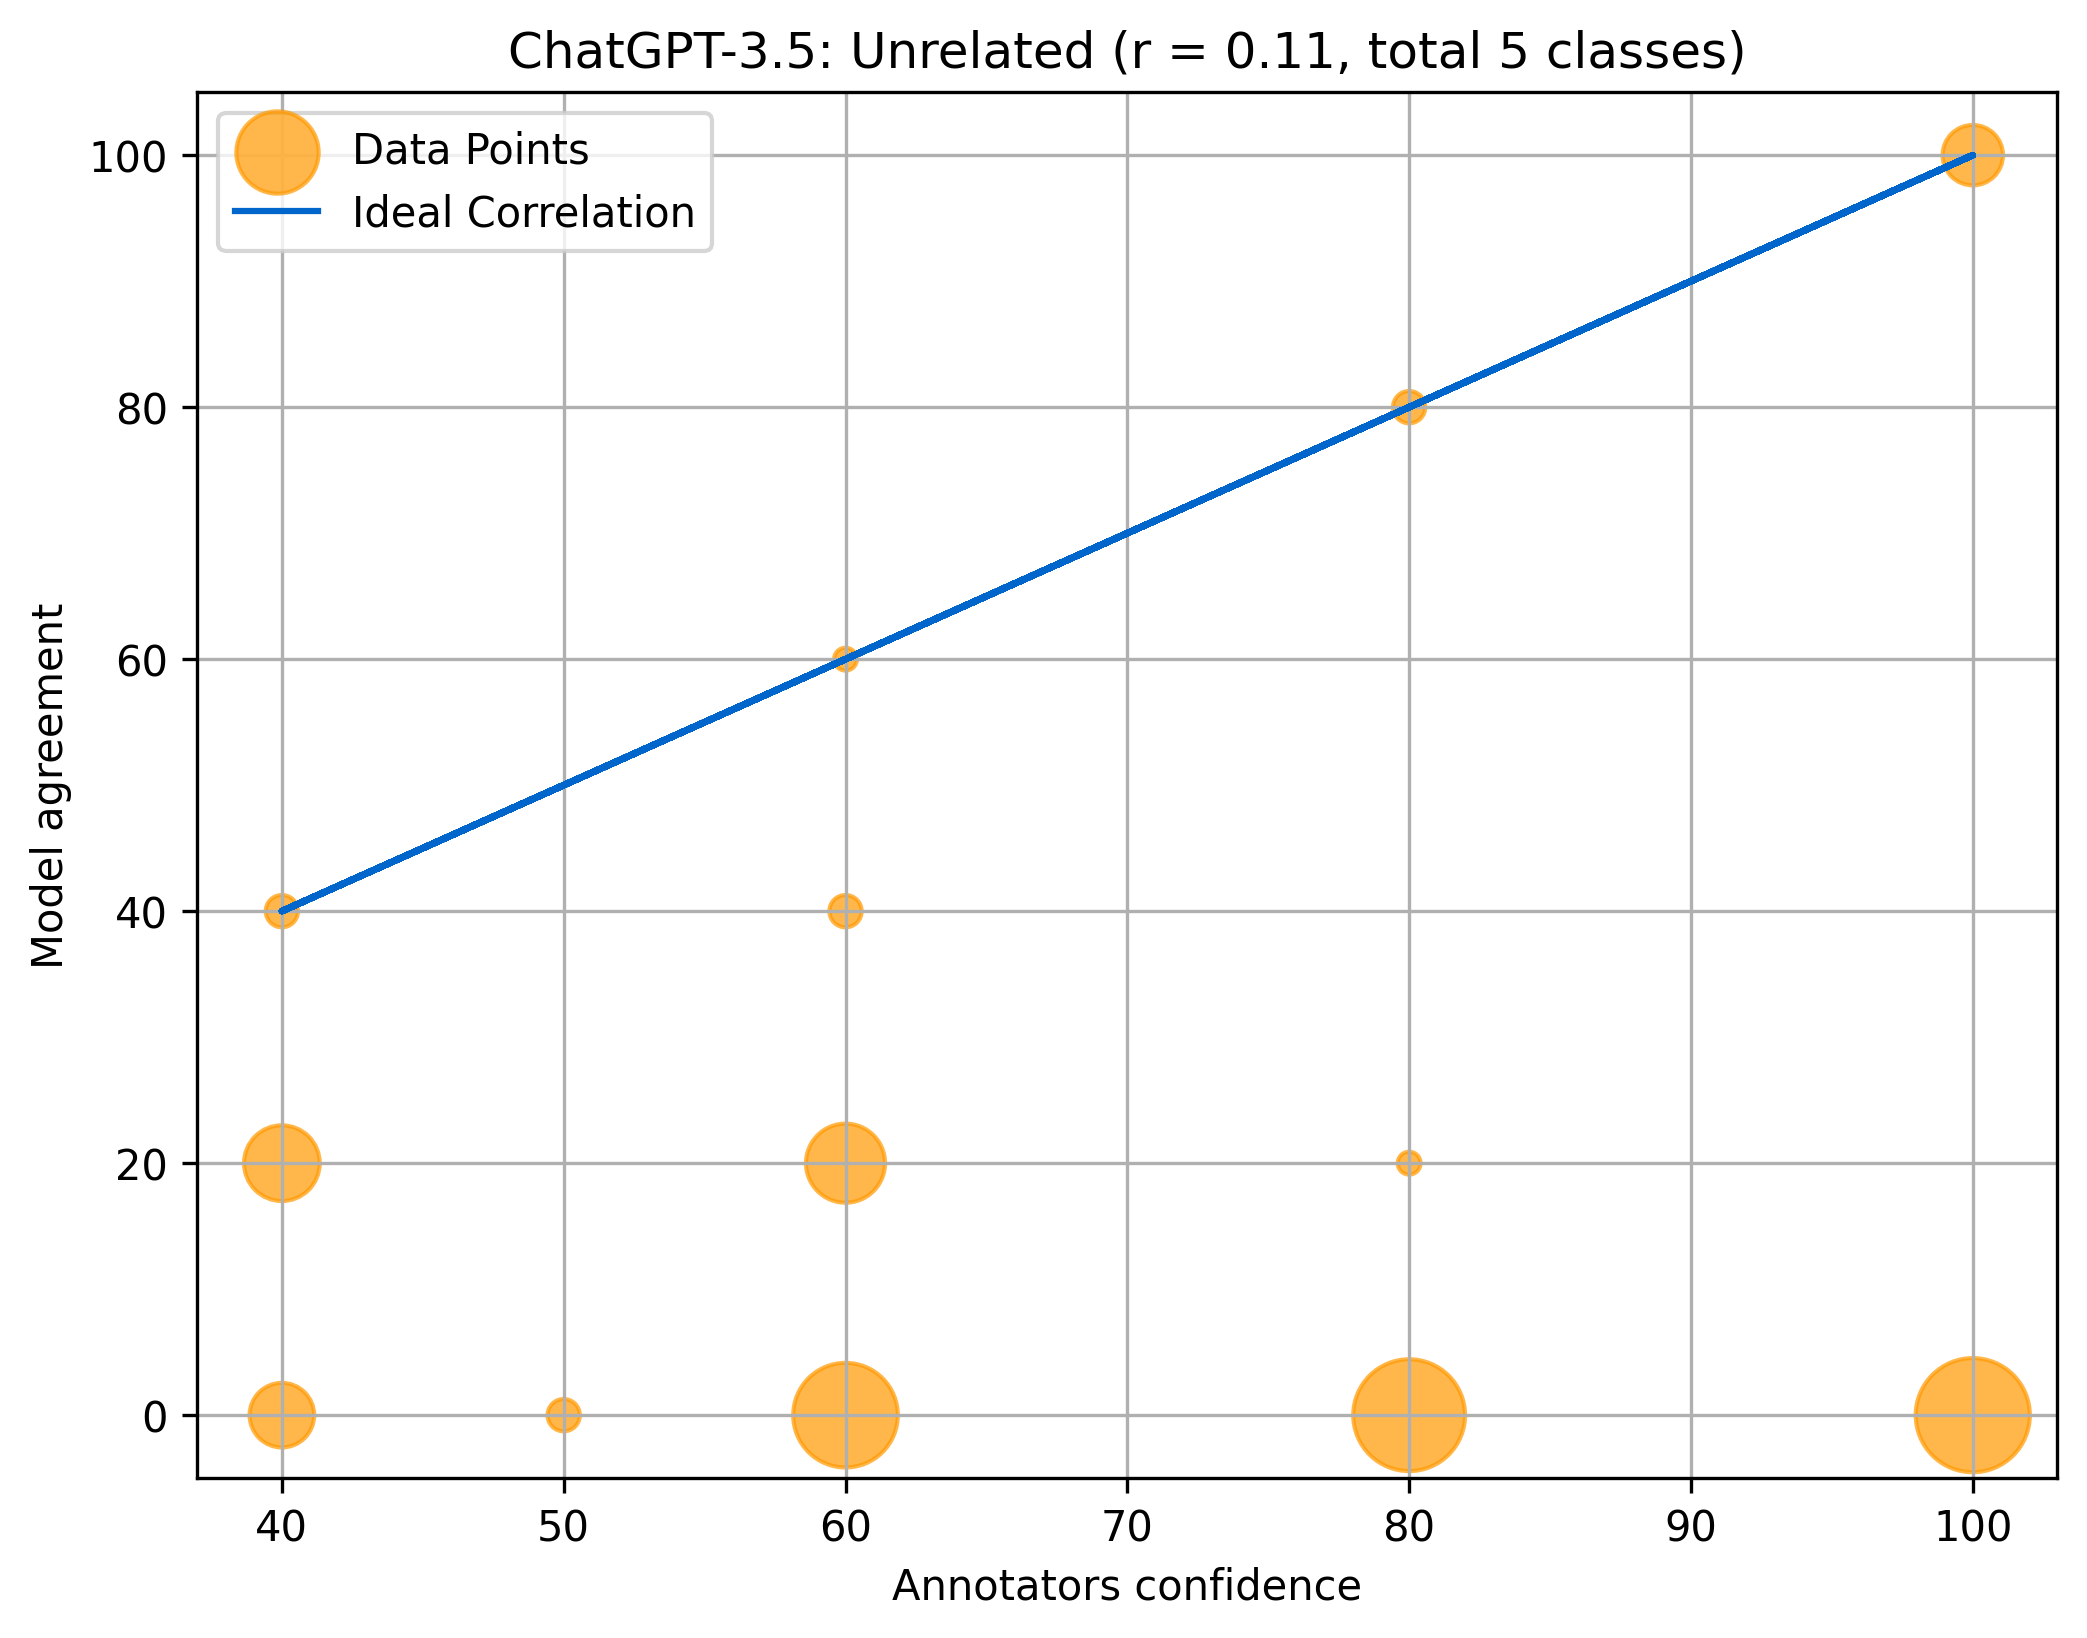 ChatGPT-3.5: Unrelated (r = 0.11, total 5 classes)
Data Points
Ideal Correlation
100
80
60
40
20
0
Model agreement
40 50 60 70 80 90 100
Annotators confidence